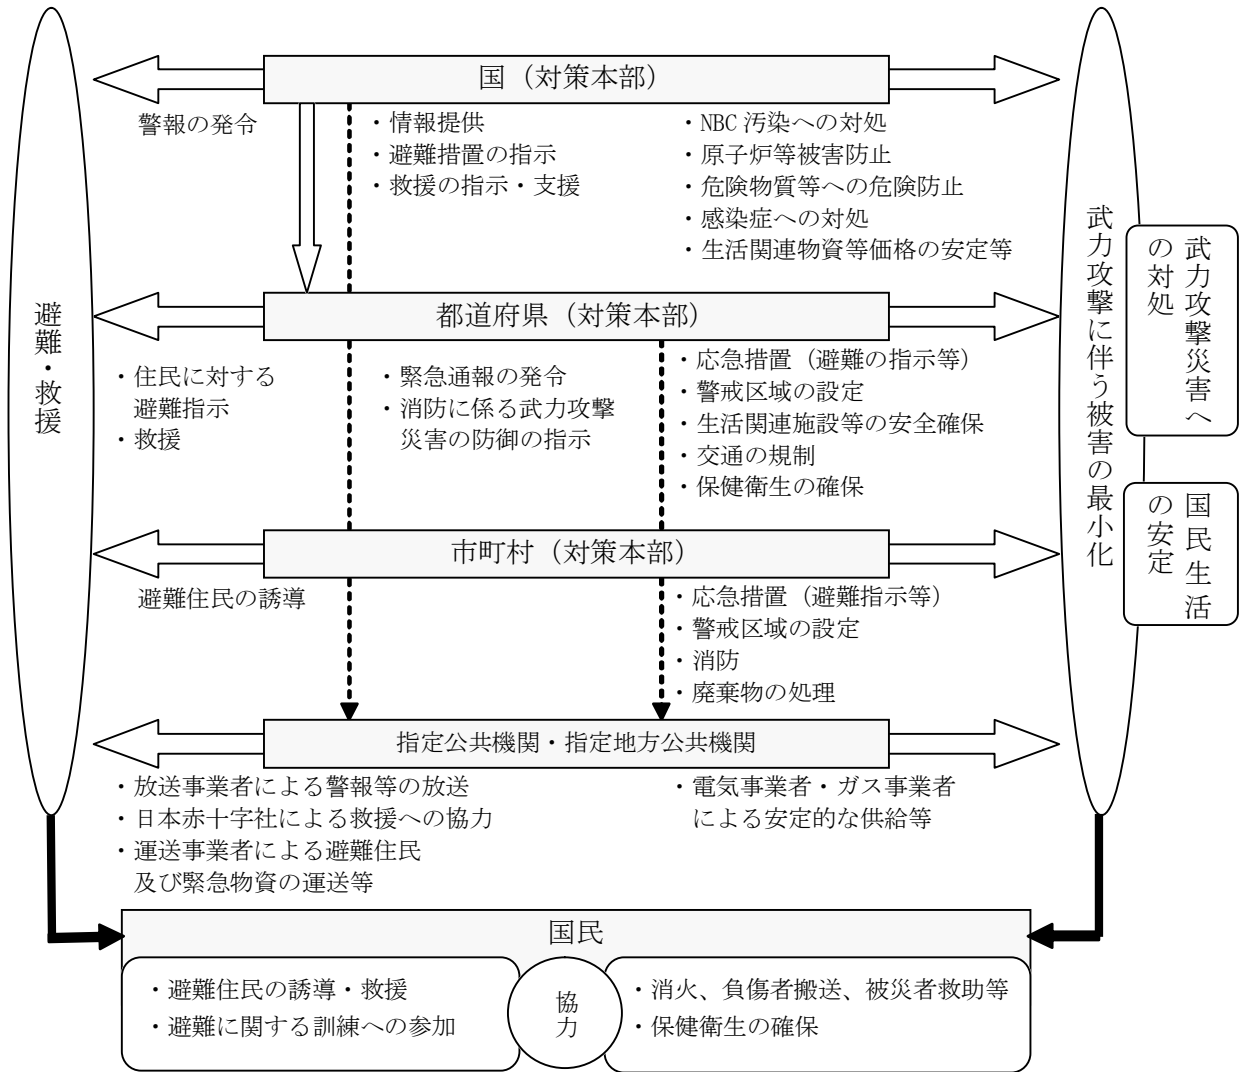 国（対策本部）
警報の発令
・情報提供
・避難措置の指示
・救援の指示・支援
・NBC 汚染への対処
・原子炉等被害防止
・危険物質等への危険防止
・感染症への対処
・生活関連物資等価格の安定等
避難・救援
武力攻撃に伴う被害の最小化
武力攻撃災害へ
の対処
国民生活
の安定
都道府県（対策本部）
・住民に対する
避難指示
・救援
・緊急通報の発令
・消防に係る武力攻撃
災害の防御の指示
・応急措置（避難の指示等）
・警戒区域の設定
・生活関連施設等の安全確保
・交通の規制
・保健衛生の確保
市町村（対策本部）
避難住民の誘導
・応急措置（避難指示等）
・警戒区域の設定
・消防
・廃棄物の処理
指定公共機関・指定地方公共機関
・放送事業者による警報等の放送
・日本赤十字社による救援への協力
・運送事業者による避難住民
及び緊急物資の運送等
・電気事業者・ガス事業者
による安定的な供給等
国民
・避難住民の誘導・救援
・避難に関する訓練への参加
協力
・消火、負傷者搬送、被災者救助等
・保健衛生の確保